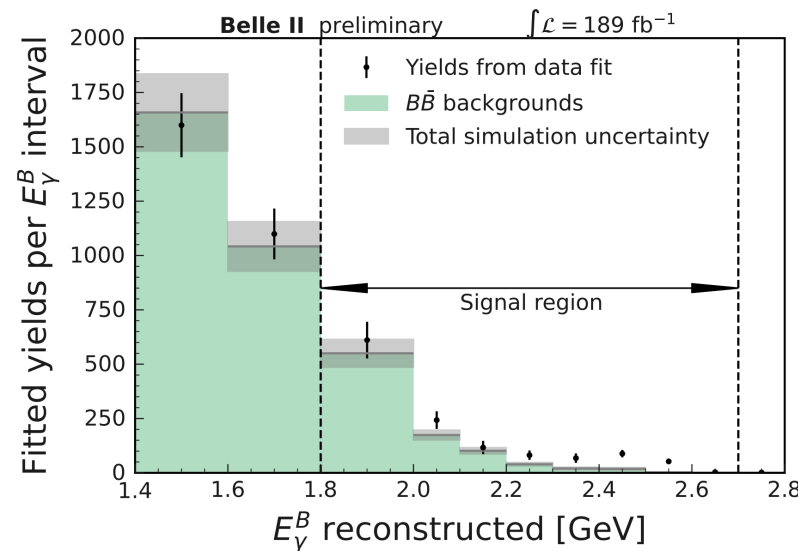 Belle II preliminary ∫ℒ = 189 fb⁻¹
Yields from data fit
BB̄ backgrounds
Total simulation uncertainty
Signal region
Fitted yields per E_γ^B interval
2000
1750
1500
1250
1000
750
500
250
0
1.4 1.6 1.8 2.0 2.2 2.4 2.6 2.8
E_γ^B reconstructed [GeV]